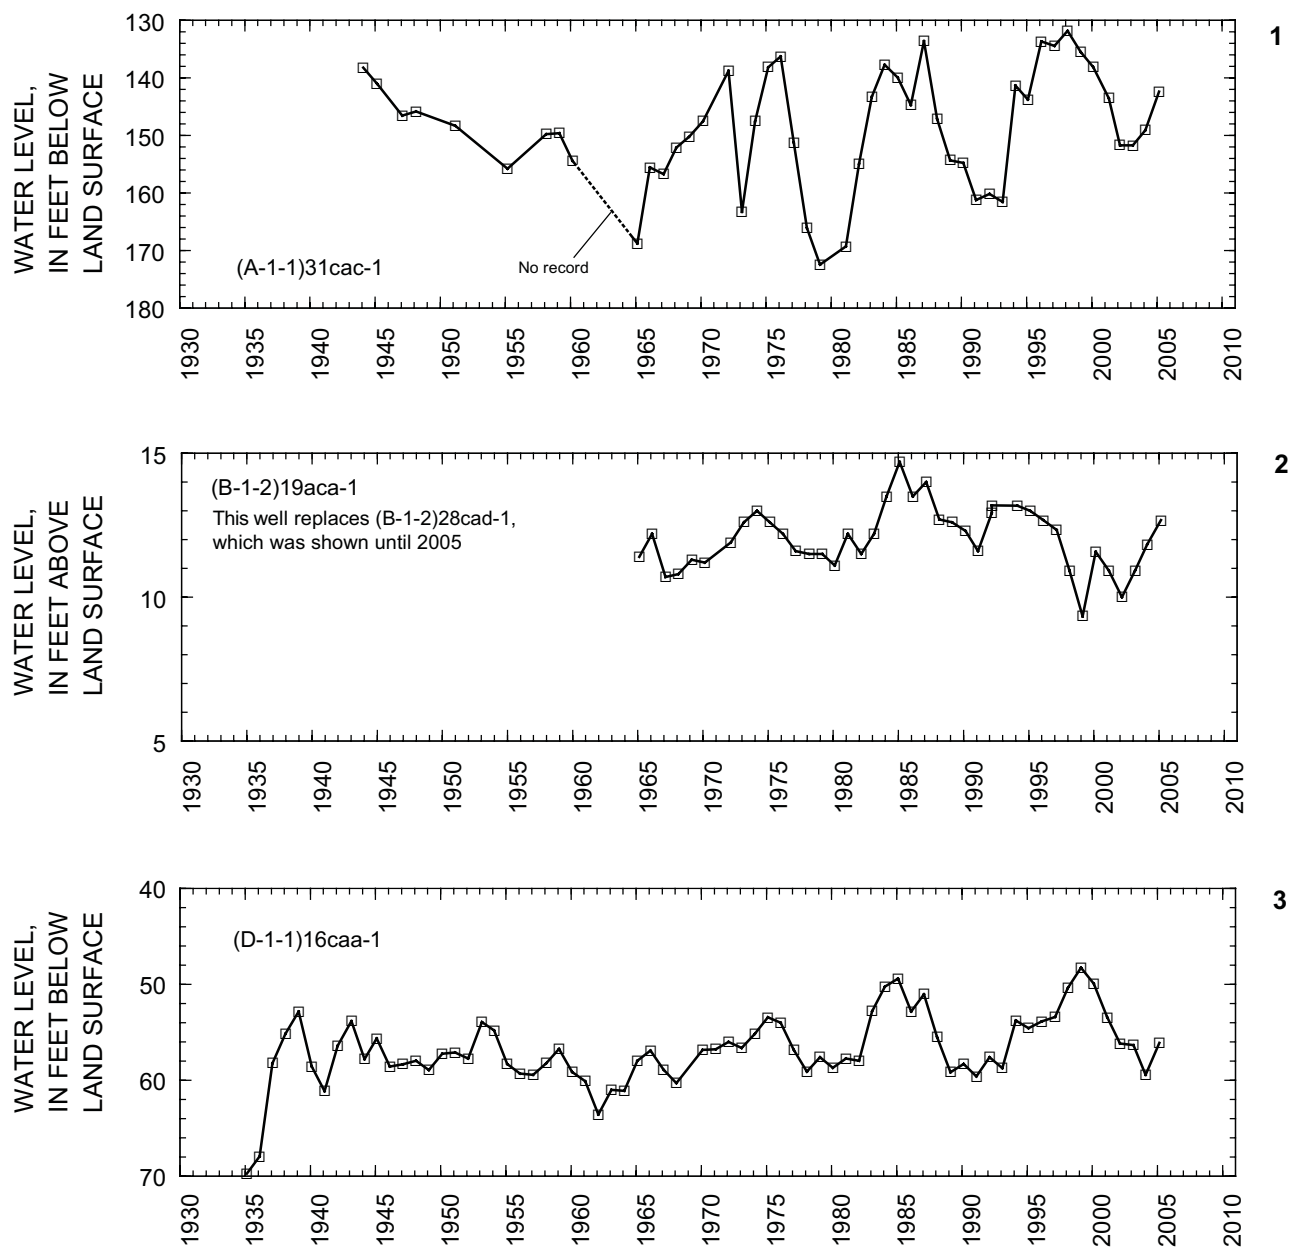 1
WATER LEVEL,
IN FEET BELOW
LAND SURFACE
130
140
150
160
170
180
(A-1-1)31cac-1
No record
1930 1935 1940 1945 1950 1955 1960 1965 1970 1975 1980 1985 1990 1995 2000 2005 2010
2
WATER LEVEL,
IN FEET ABOVE
LAND SURFACE
15
10
5
(B-1-2)19aca-1
This well replaces (B-1-2)28cad-1,
which was shown until 2005
1930 1935 1940 1945 1950 1955 1960 1965 1970 1975 1980 1985 1990 1995 2000 2005 2010
3
WATER LEVEL,
IN FEET BELOW
LAND SURFACE
40
50
60
70
(D-1-1)16caa-1
1930 1935 1940 1945 1950 1955 1960 1965 1970 1975 1980 1985 1990 1995 2000 2005 2010